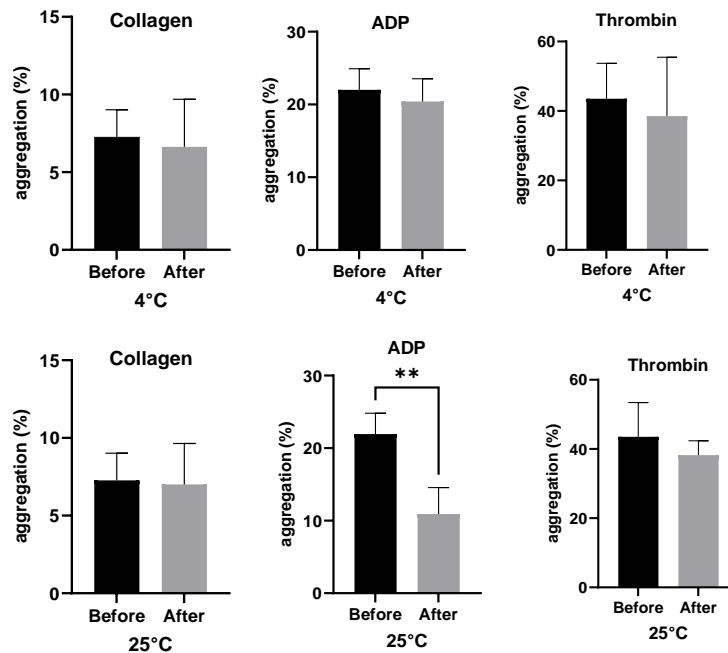 Collagen
15
10
5
0
aggregation (%)
Before After
4°C
ADP
30
20
10
0
aggregation (%)
Before After
4°C
Thrombin
60
40
20
0
aggregation (%)
Before After
4°C
Collagen
15
10
5
0
aggregation (%)
Before After
25°C
ADP
**
30
20
10
0
aggregation (%)
Before After
25°C
Thrombin
60
40
20
0
aggregation (%)
Before After
25°C